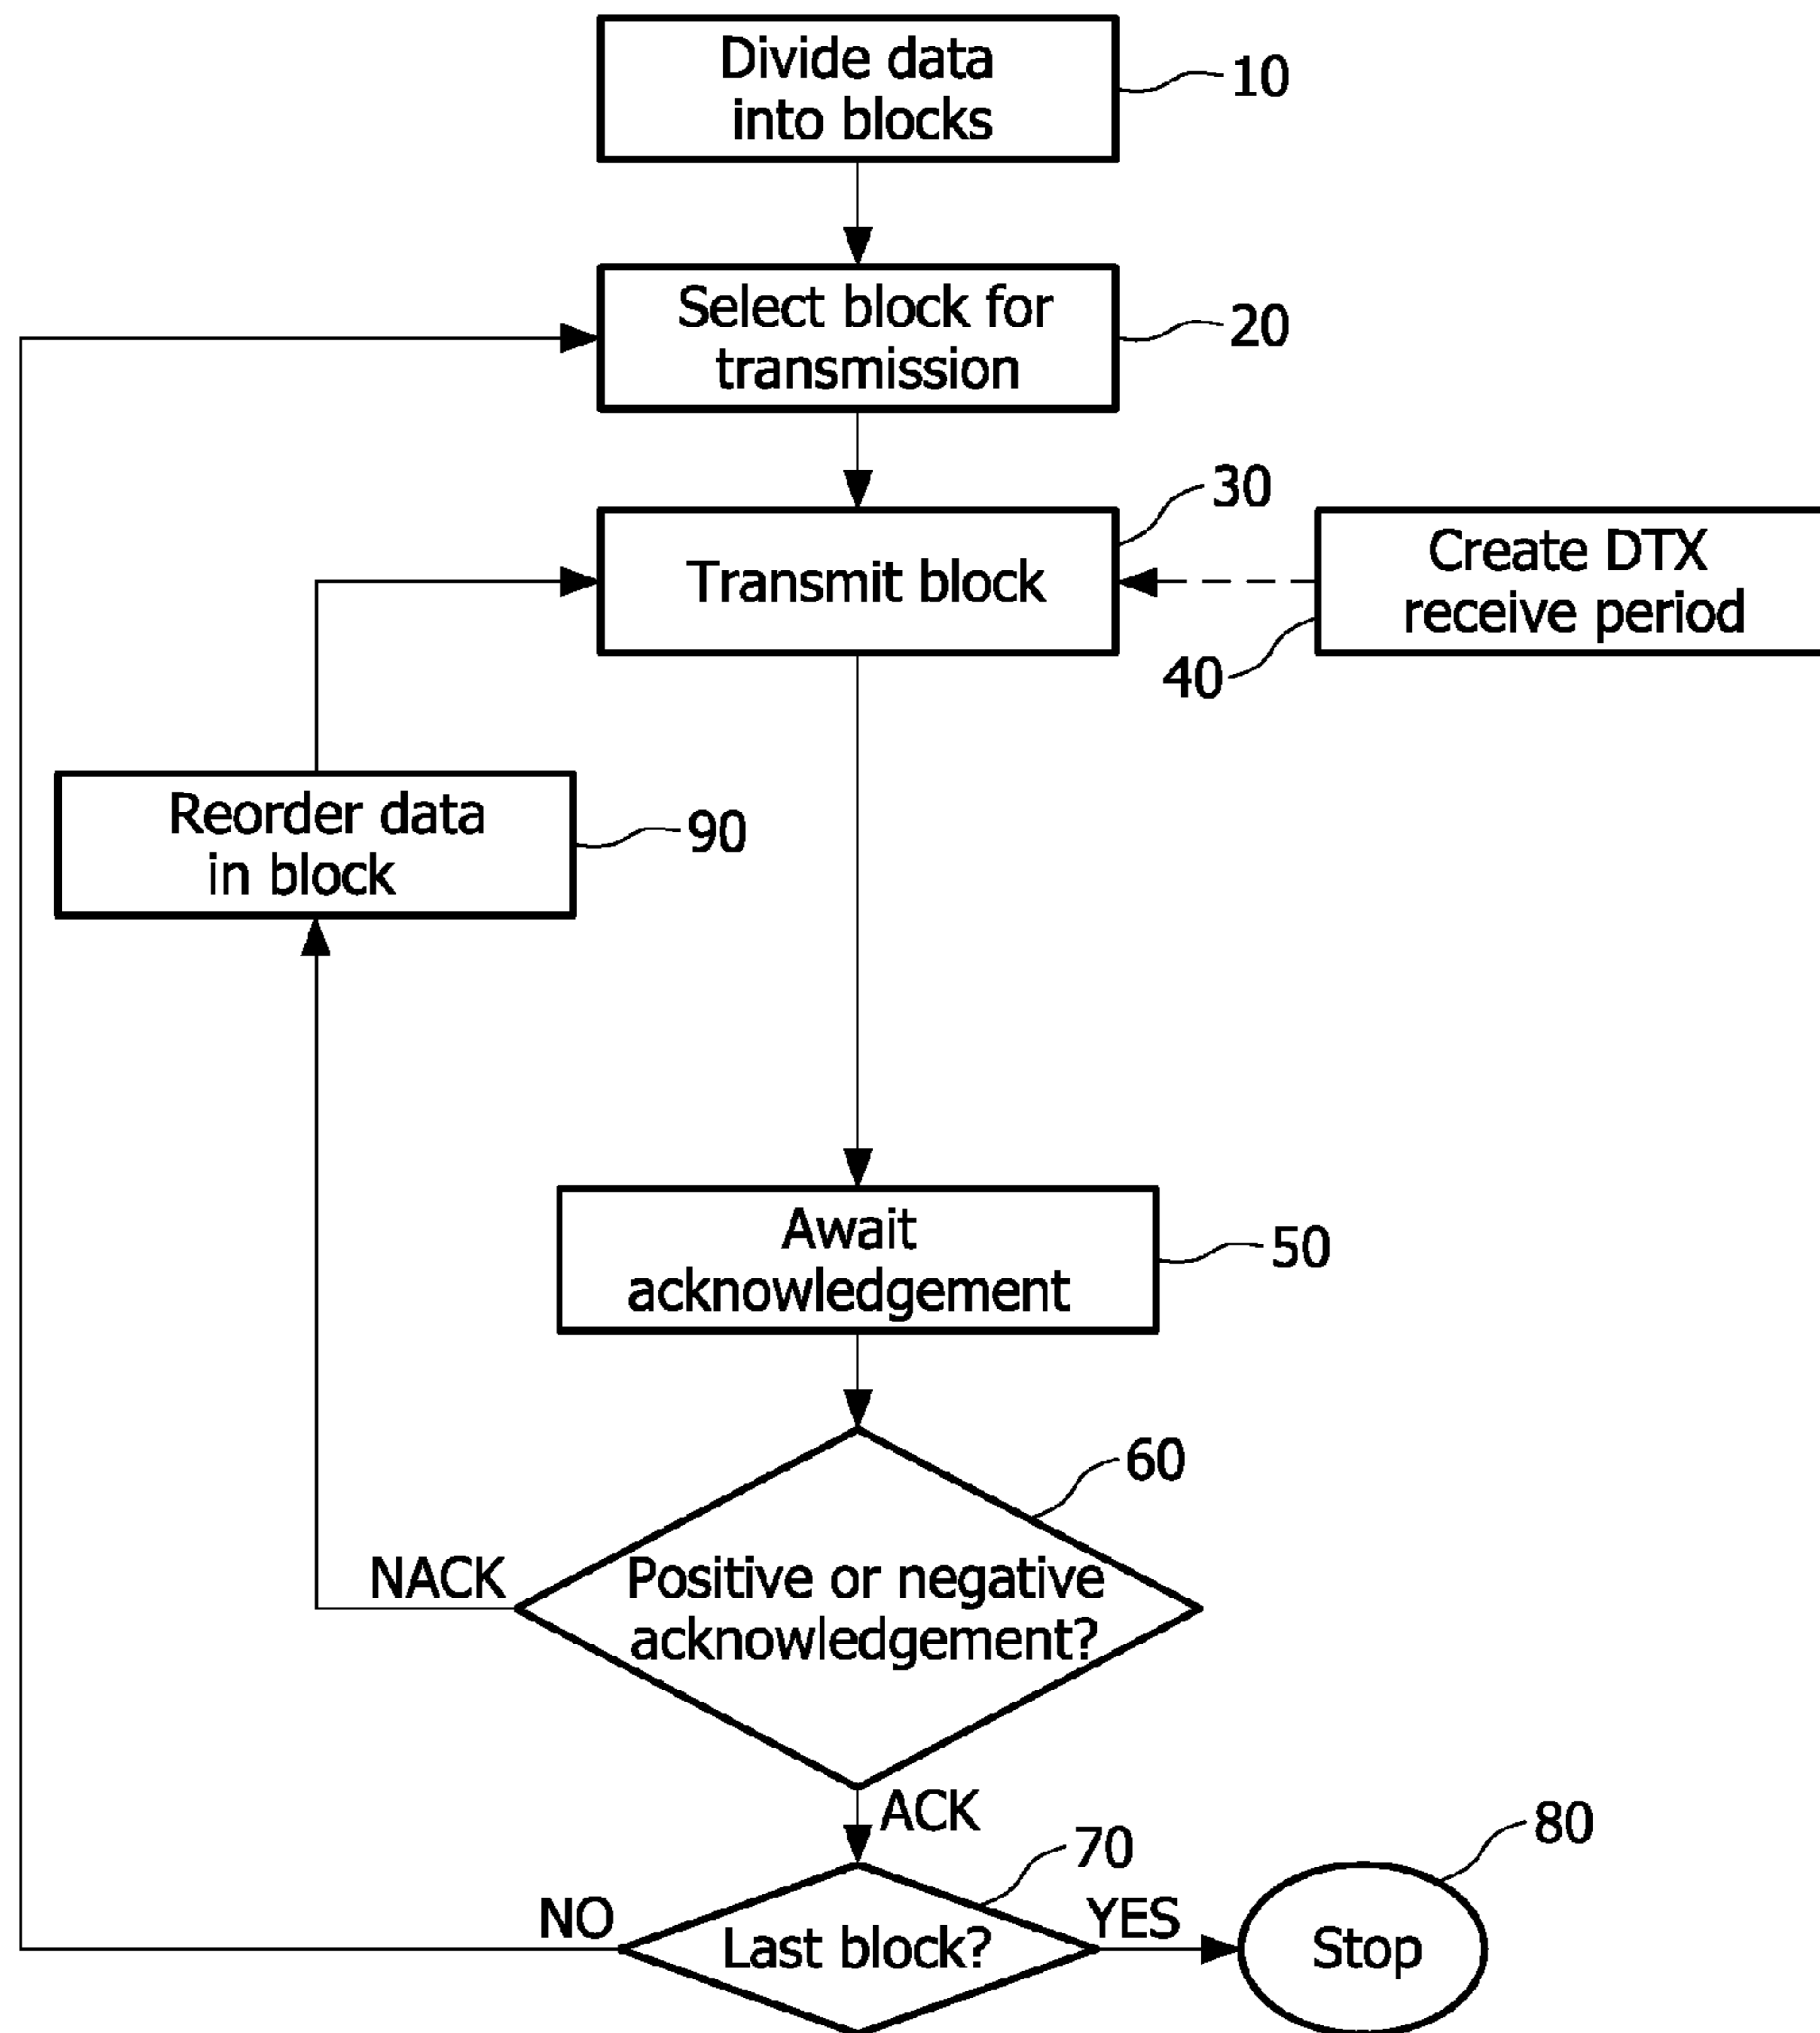 Divide data
into blocks
10
Select block for
transmission
20
30
Transmit block
Create DTX
receive period
40
Reorder data
in block
90
Await
acknowledgement
50
60
NACK
Positive or negative
acknowledgement?
ACK
70
80
NO
Last block?
YES
Stop